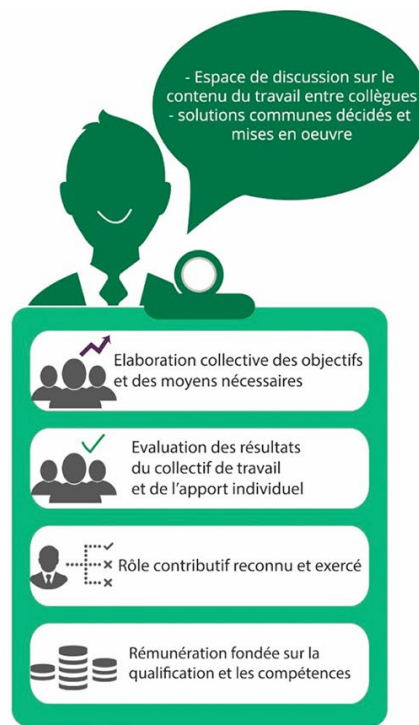 - Espace de discussion sur le
contenu du travail entre collègues
- solutions communes décidés et
mises en oeuvre
Elaboration collective des objectifs
et des moyens nécessaires
Evaluation des résultats
du collectif de travail
et de l'apport individuel
Rôle contributif reconnu et exercé
Rémunération fondée sur la
qualification et les compétences